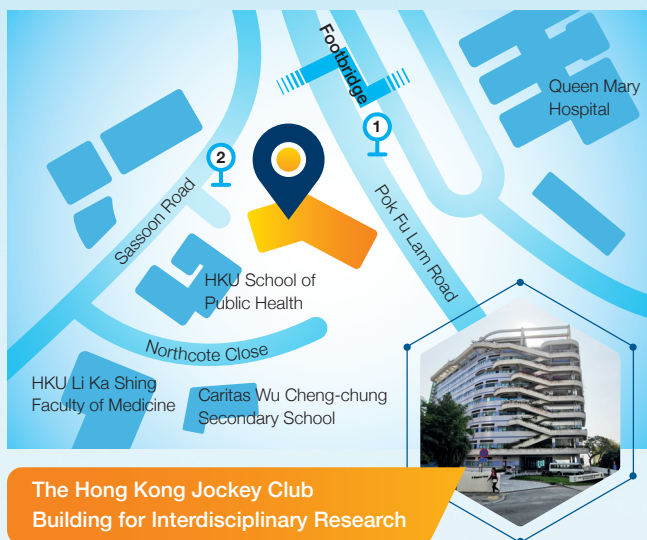 Footbridge
1
Queen Mary
Hospital
2
Sassoon Road
Pok Fu Lam Road
HKU School of
Public Health
Northcote Close
HKU Li Ka Shing
Faculty of Medicine
Caritas Wu Cheng-chung
Secondary School
The Hong Kong Jockey Club
Building for Interdisciplinary Research